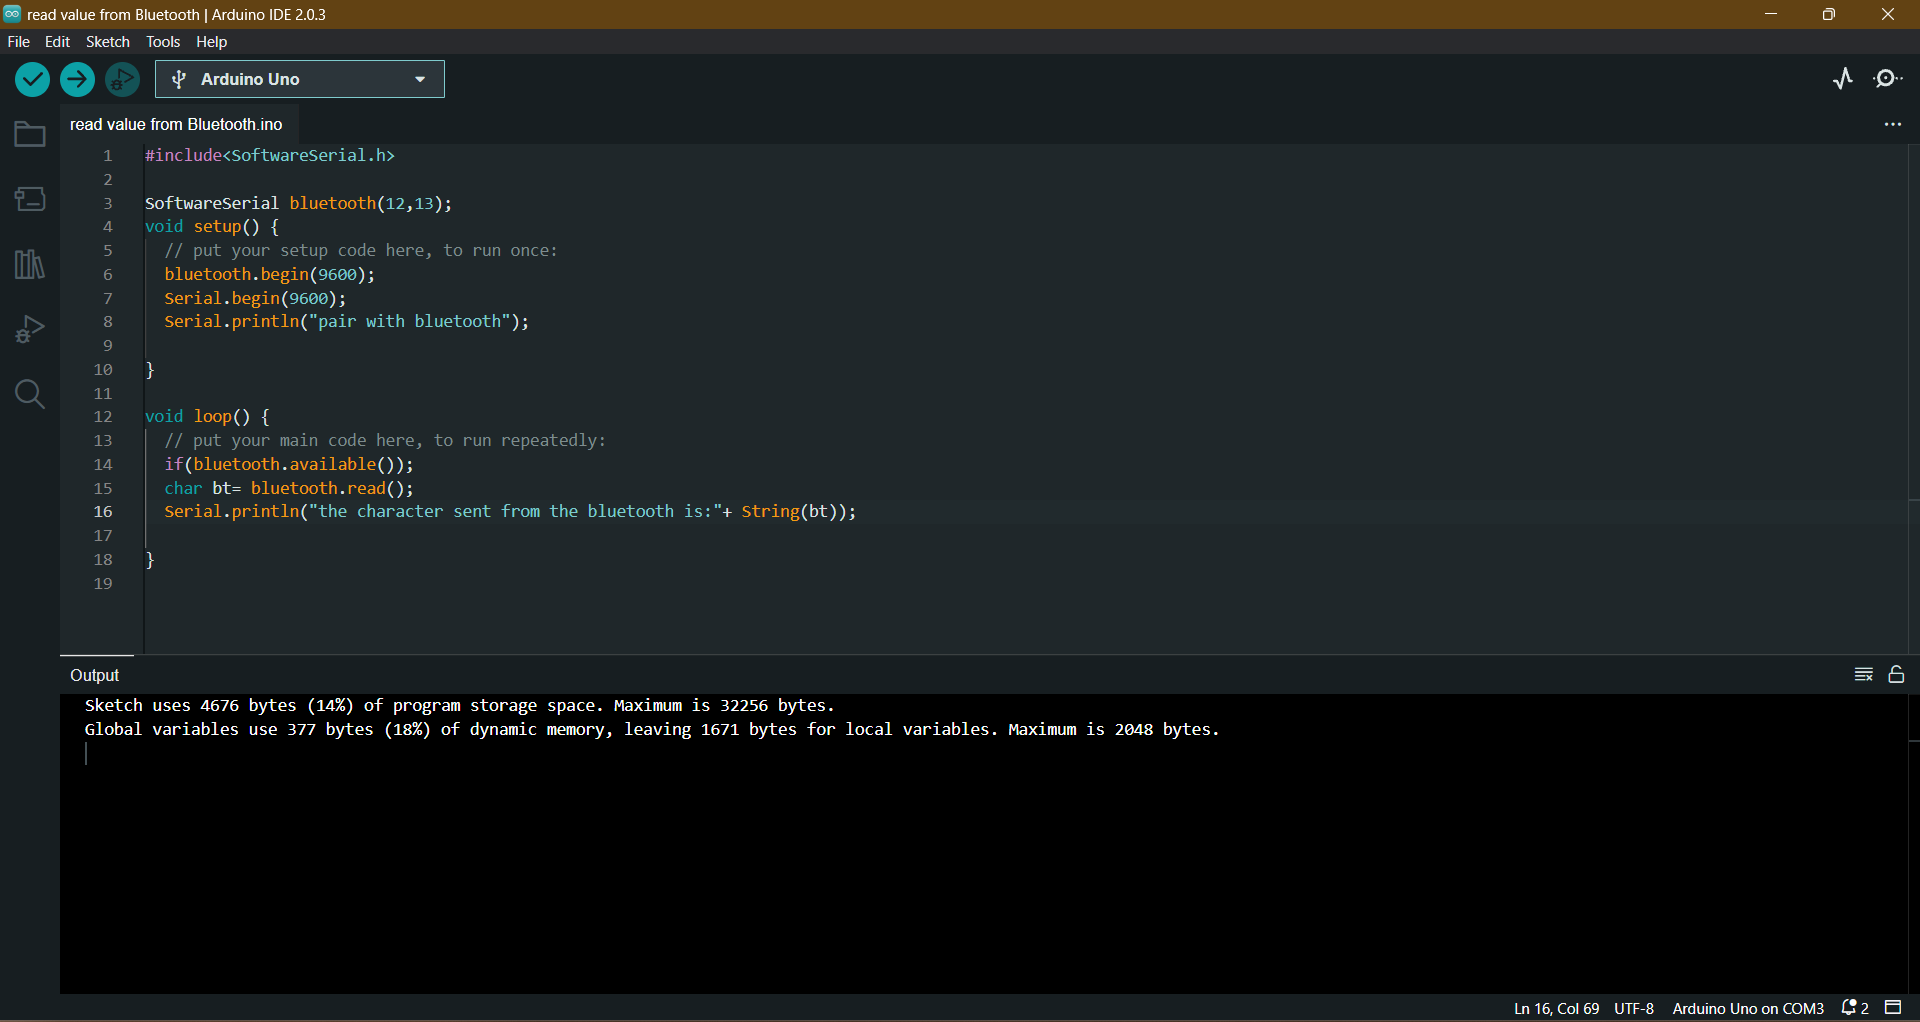 read value from Bluetooth | Arduino IDE 2.0.3
File Edit Sketch Tools Help
Arduino Uno
read value from Bluetooth.ino
1 #include<SoftwareSerial.h>
2
3 SoftwareSerial bluetooth(12,13);
4 void setup() {
5 // put your setup code here, to run once:
6 bluetooth.begin(9600);
7 Serial.begin(9600);
8 Serial.println("pair with bluetooth");
9
10 }
11
12 void loop() {
13 // put your main code here, to run repeatedly:
14 if(bluetooth.available());
15 char bt= bluetooth.read();
16 Serial.println("the character sent from the bluetooth is:"+ String(bt));
17
18 }
19
Output
Sketch uses 4676 bytes (14%) of program storage space. Maximum is 32256 bytes.
Global variables use 377 bytes (18%) of dynamic memory, leaving 1671 bytes for local variables. Maximum is 2048 bytes.
Ln 16, Col 69 UTF-8 Arduino Uno on COM3 2